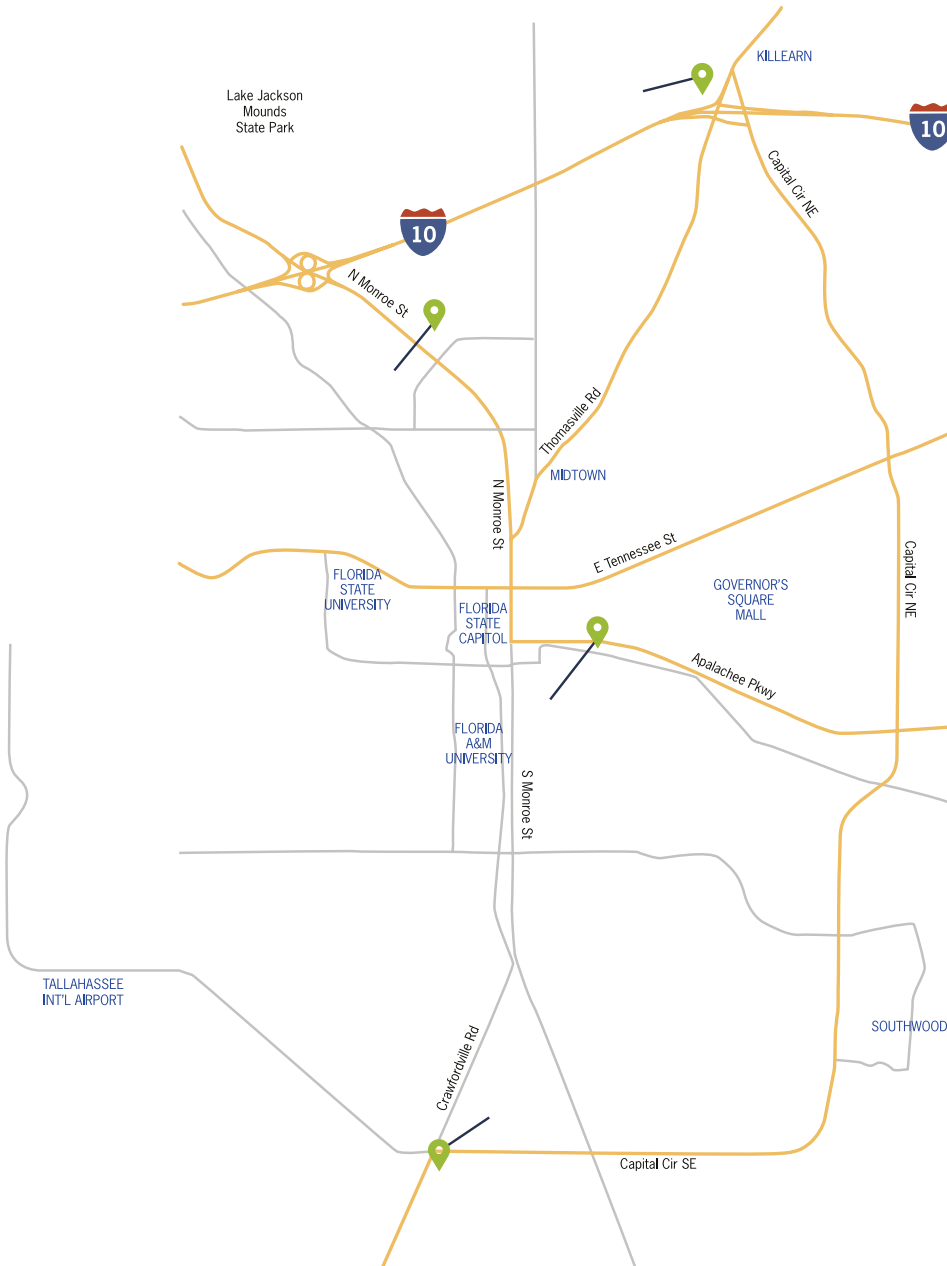 KILLEARN
Lake Jackson
Mounds
State Park
10
Capital Cir NE
10
N Monroe St
Thomasville Rd
MIDTOWN
N Monroe St
E Tennessee St
Capital Cir NE
FLORIDA
STATE
UNIVERSITY
FLORIDA
STATE
CAPITOL
GOVERNOR'S
SQUARE
MALL
Apalachee Pkwy
FLORIDA
A&M
UNIVERSITY
S Monroe St
TALLAHASSEE
INT'L AIRPORT
SOUTHWOOD
Crawfordville Rd
Capital Cir SE